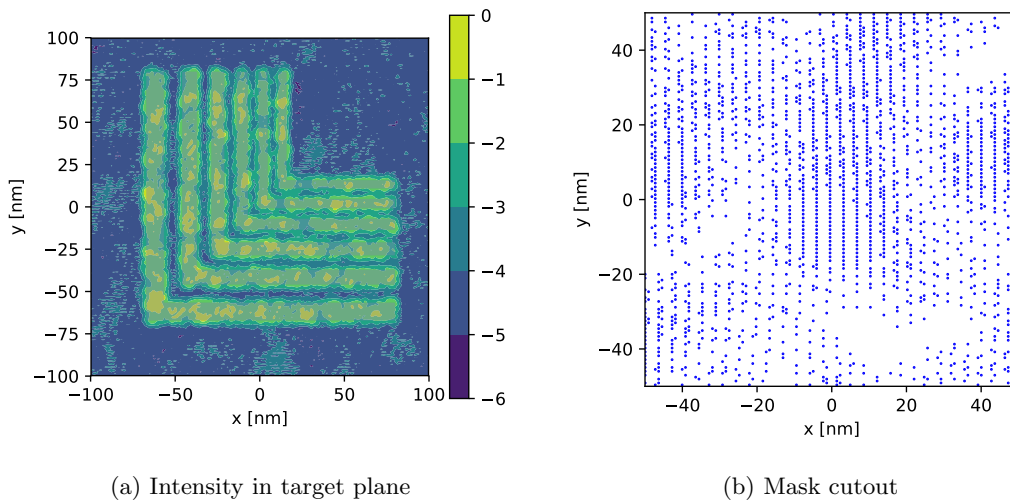 100
75
50
25
0
−25
−50
−75
−100
y [nm]
−100 −50 0 50 100
x [nm]
0
−1
−2
−3
−4
−5
−6
(a) Intensity in target plane
40
20
0
−20
−40
y [nm]
−40 −20 0 20 40
x [nm]
(b) Mask cutout